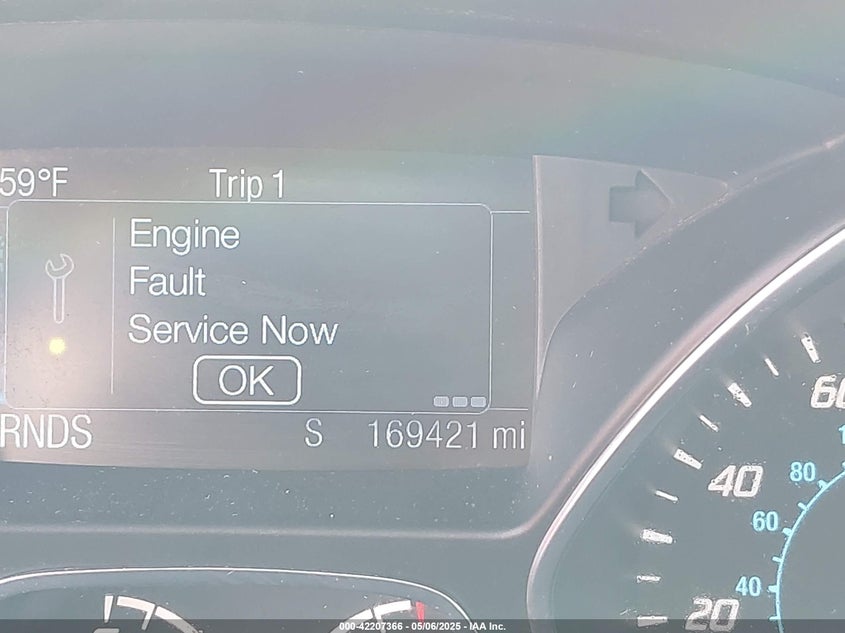 59°F Trip 1
Engine
Fault
Service Now
OK
RNDS S 169421 mi
60
40
20
80
60
40
000-42207366 - 05/06/2025 - IAA Inc.